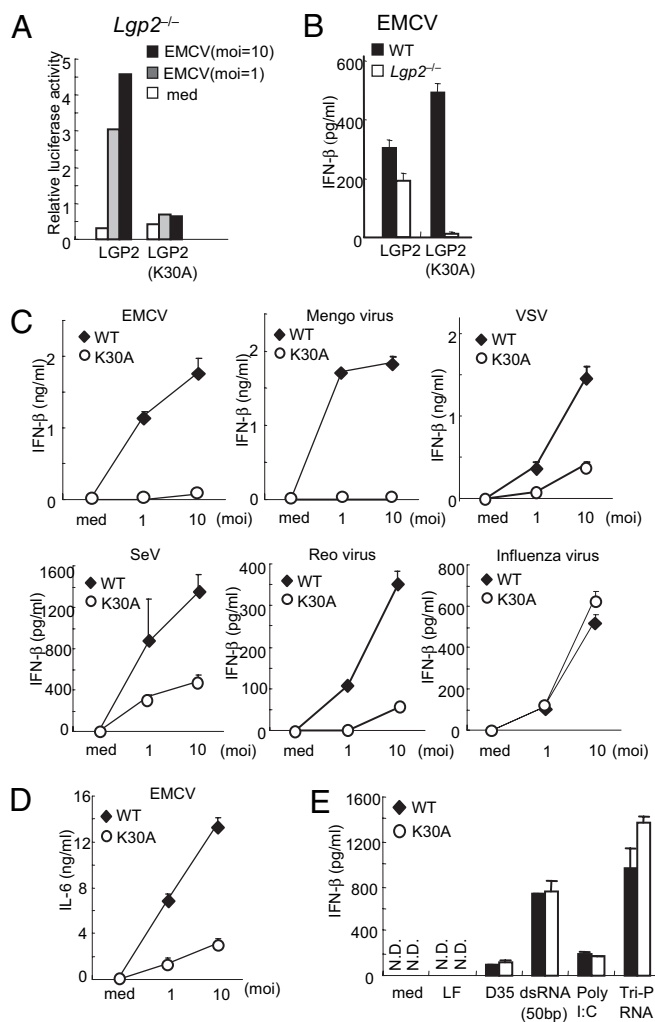 A
Lgp2–/–
EMCV(moi=10)
EMCV(moi=1)
med
Relative luciferase activity
5
4
3
2
1
0
LGP2 LGP2
(K30A)
B
EMCV
WT
Lgp2–/–
IFN-β (pg/ml)
600
400
200
0
LGP2 LGP2
(K30A)
C
EMCV
WT
K30A
IFN-β (ng/ml)
2
1
0
med 1 10 (moi)
Mengo virus
WT
K30A
IFN-β (ng/ml)
2
1
0
med 1 10 (moi)
VSV
WT
K30A
IFN-β (ng/ml)
2
1
0
med 1 10 (moi)
SeV
WT
K30A
IFN-β (pg/ml)
1600
1200
800
400
0
med 1 10 (moi)
Reo virus
WT
K30A
IFN-β (pg/ml)
400
300
200
100
0
med 1 10 (moi)
Influenza virus
WT
K30A
IFN-β (pg/ml)
800
600
400
200
0
med 1 10 (moi)
D
EMCV
WT
K30A
IL-6 (ng/ml)
16
12
8
4
0
med 1 10 (moi)
E
WT
K30A
IFN-β (pg/ml)
1600
1200
800
400
0
N.D.
N.D.
N.D.
N.D.
med LF D35 dsRNA Poly Tri-P
(50bp) I:C RNA